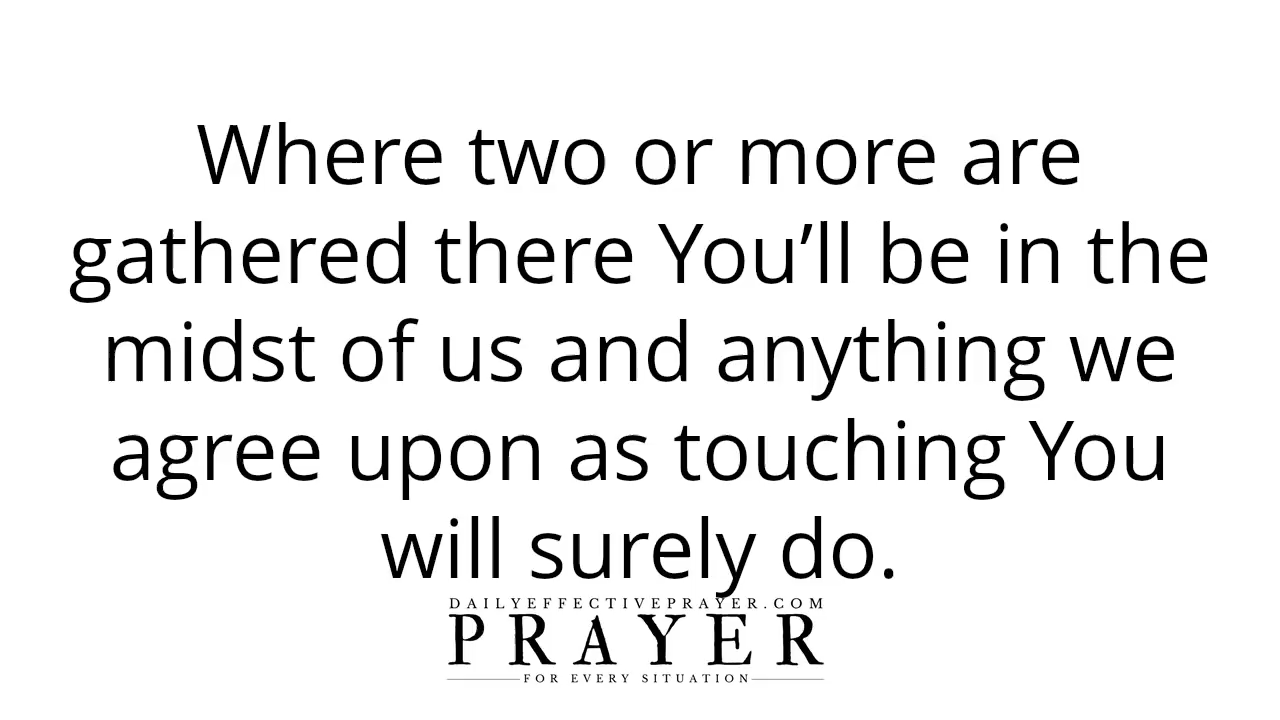 Where two or more are
gathered there You’ll be in the
midst of us and anything we
agree upon as touching You
will surely do.
DAILYEFFECTIVEPRAYER.COM
PRAYER
FOR EVERY SITUATION